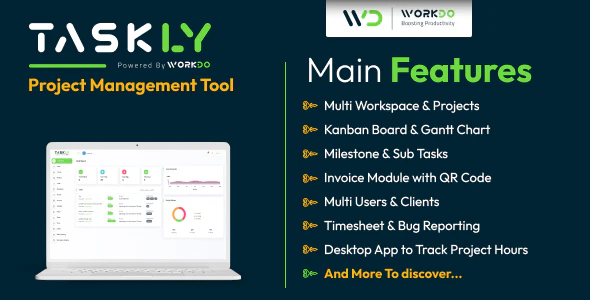 TASKLY
Powered By WORKDO
Project Management Tool
WORKDO
Boosting Productivity
Main Features
Multi Workspace & Projects
Kanban Board & Gantt Chart
Milestone & Sub Tasks
Invoice Module with QR Code
Multi Users & Clients
Timesheet & Bug Reporting
Desktop App to Track Project Hours
And More To discover...